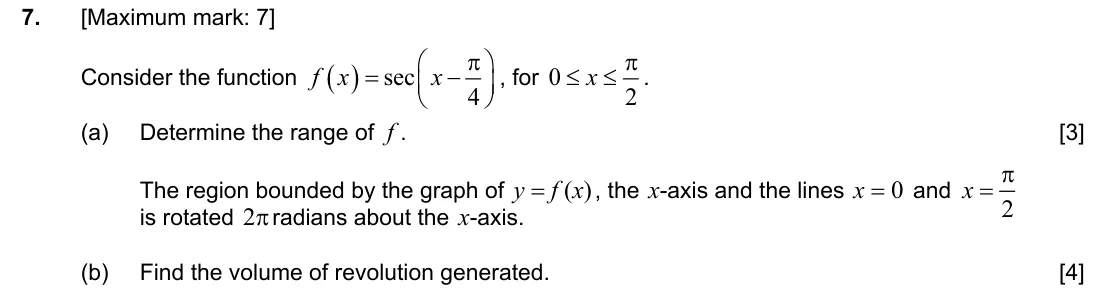 7. [Maximum mark: 7]
Consider the function f(x) = sec(x − π/4), for 0 ≤ x ≤ π/2.
(a) Determine the range of f. [3]
The region bounded by the graph of y = f(x), the x-axis and the lines x = 0 and x = π/2
is rotated 2π radians about the x-axis.
(b) Find the volume of revolution generated. [4]